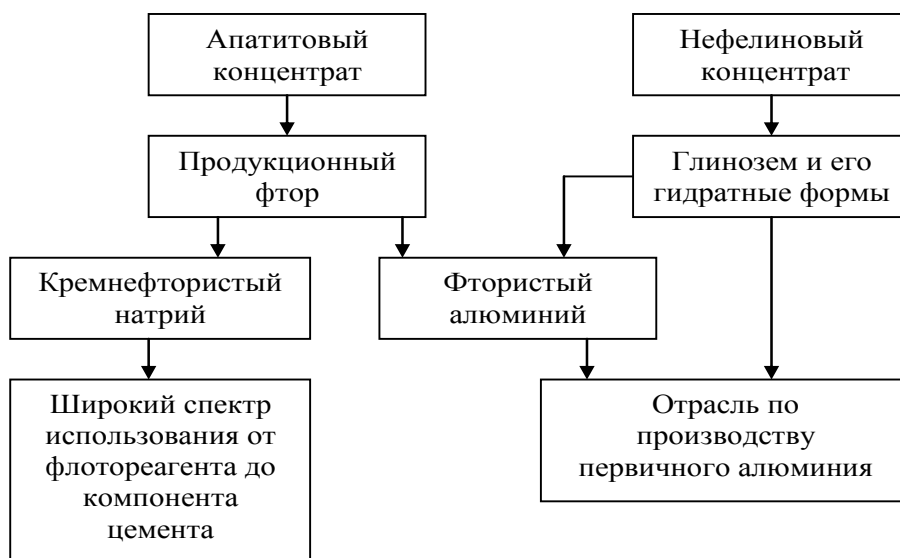 Апатитовый
концентрат
Нефелиновый
концентрат
Продукционный
фтор
Глинозем и его
гидратные формы
Кремнефтористый
натрий
Фтористый
алюминий
Широкий спектр
использования от
флотореагента до
компонента
цемента
Отрасль по
производству
первичного алюминия